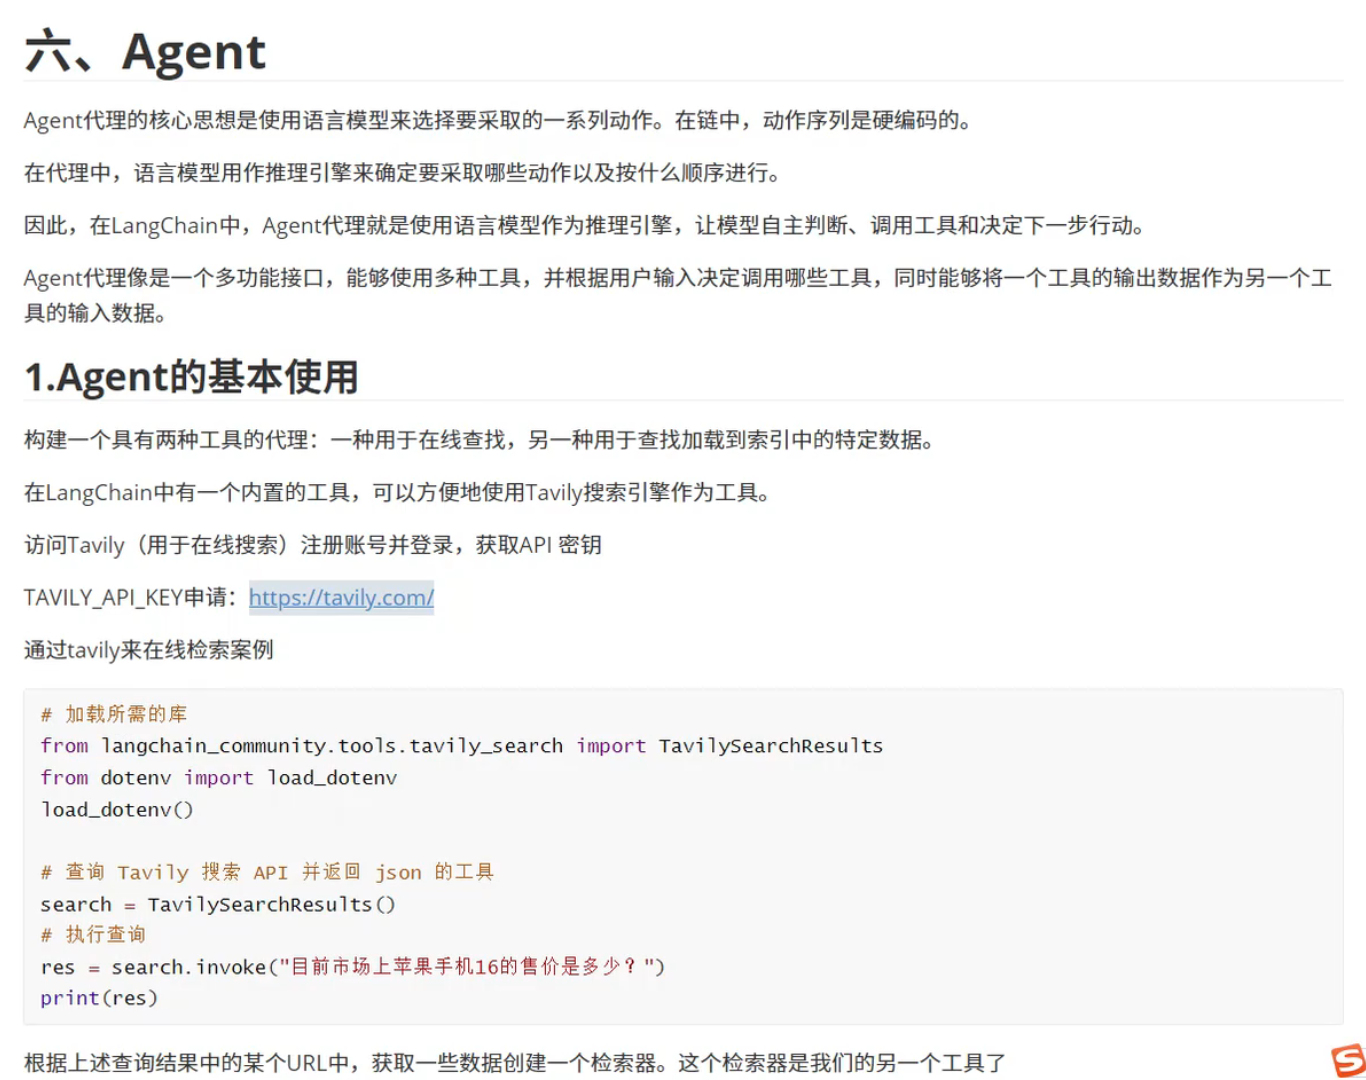 六、Agent
Agent代理的核心思想是使用语言模型来选择要采取的一系列动作。在链中，动作序列是硬编码的。
在代理中，语言模型用作推理引擎来确定要采取哪些动作以及按什么顺序进行。
因此，在LangChain中，Agent代理就是使用语言模型作为推理引擎，让模型自主判断、调用工具和决定下一步行动。
Agent代理像是一个多功能接口，能够使用多种工具，并根据用户输入决定调用哪些工具，同时能够将一个工具的输出数据作为另一个工
具的输入数据。
1.Agent的基本使用
构建一个具有两种工具的代理：一种用于在线查找，另一种用于查找加载到索引中的特定数据。
在LangChain中有一个内置的工具，可以方便地使用Tavily搜索引擎作为工具。
访问Tavily（用于在线搜索）注册账号并登录，获取API 密钥
TAVILY_API_KEY申请：https://tavily.com/
通过tavily来在线检索案例
# 加载所需的库
from langchain_community.tools.tavily_search import TavilySearchResults
from dotenv import load_dotenv
load_dotenv()
# 查询 Tavily 搜索 API 并返回 json 的工具
search = TavilySearchResults()
# 执行查询
res = search.invoke("目前市场上苹果手机16的售价是多少？")
print(res)
根据上述查询结果中的某个URL中，获取一些数据创建一个检索器。这个检索器是我们的另一个工具了